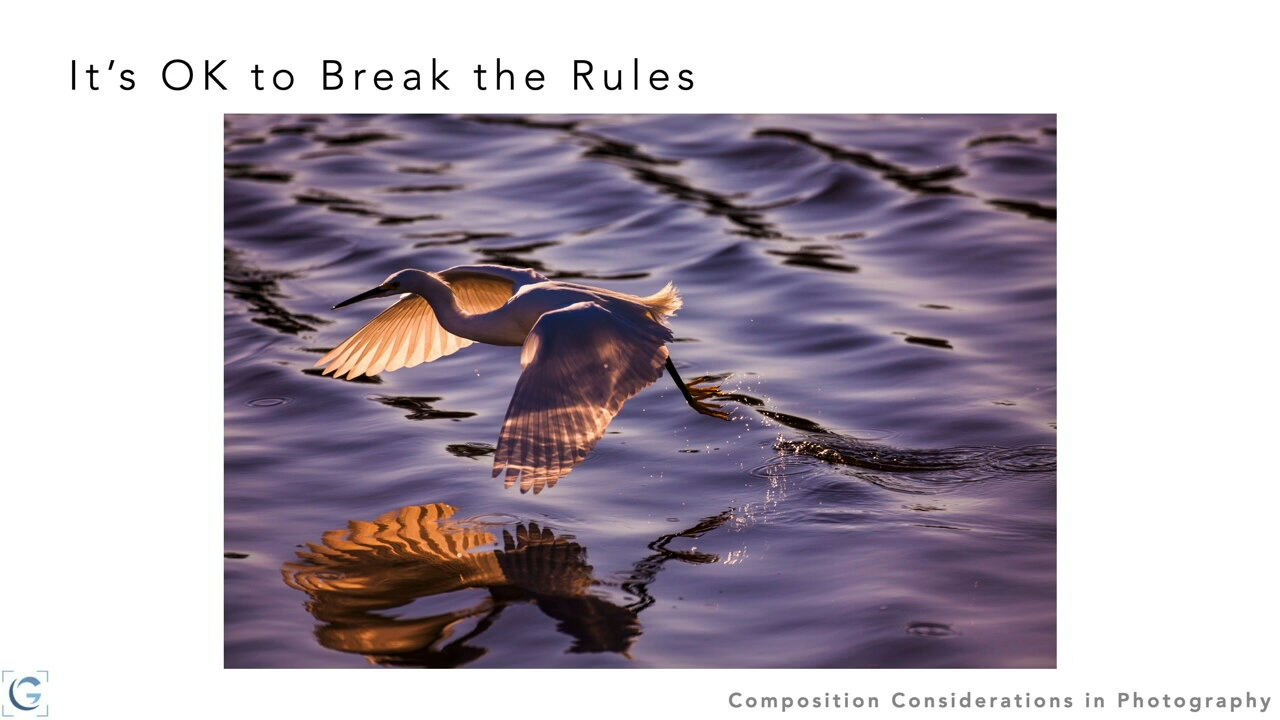 It’s OK to Break the Rules
G
Composition Considerations in Photography